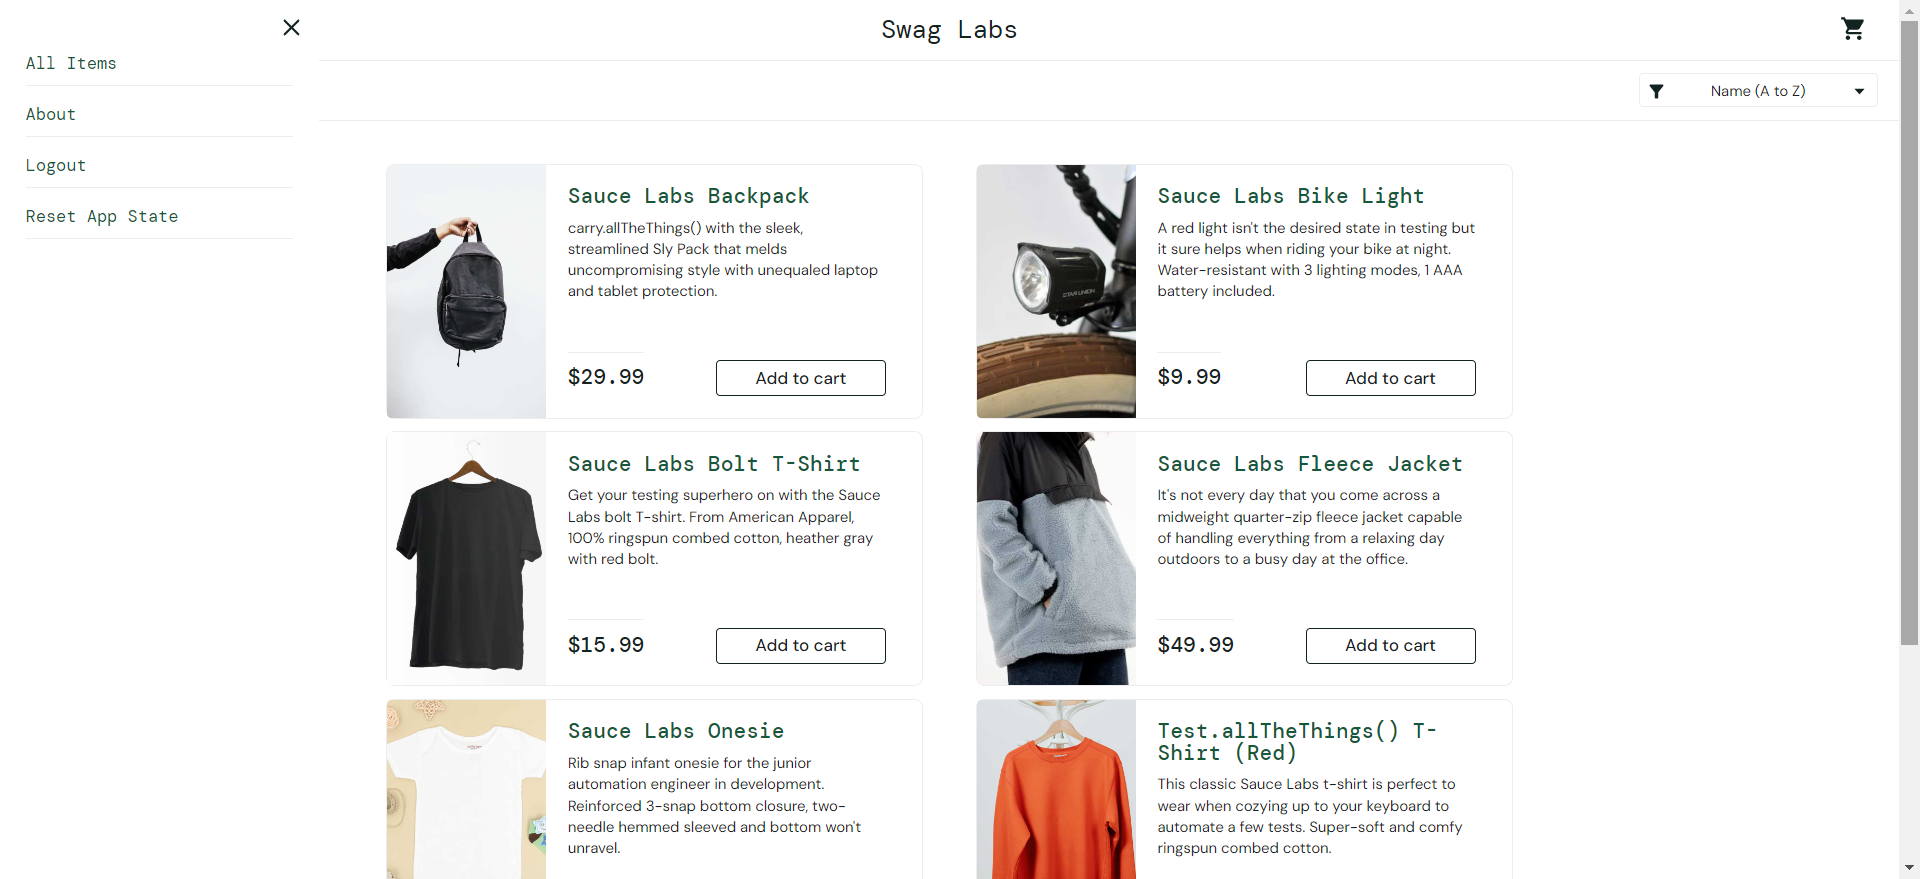 Swag Labs
All Items
About
Logout
Reset App State
Name (A to Z)
Sauce Labs Backpack
carry.allTheThings() with the sleek,
streamlined Sly Pack that melds
uncompromising style with unequaled laptop
and tablet protection.
$29.99
Add to cart
Sauce Labs Bike Light
A red light isn't the desired state in testing but
it sure helps when riding your bike at night.
Water-resistant with 3 lighting modes, 1 AAA
battery included.
STAR UNION
$9.99
Add to cart
Sauce Labs Bolt T-Shirt
Get your testing superhero on with the Sauce
Labs bolt T-shirt. From American Apparel,
100% ringspun combed cotton, heather gray
with red bolt.
$15.99
Add to cart
Sauce Labs Fleece Jacket
It's not every day that you come across a
midweight quarter-zip fleece jacket capable
of handling everything from a relaxing day
outdoors to a busy day at the office.
$49.99
Add to cart
Sauce Labs Onesie
Rib snap infant onesie for the junior
automation engineer in development.
Reinforced 3-snap bottom closure, two-
needle hemmed sleeved and bottom won't
unravel.
Test.allTheThings() T-
Shirt (Red)
This classic Sauce Labs t-shirt is perfect to
wear when cozying up to your keyboard to
automate a few tests. Super-soft and comfy
ringspun combed cotton.